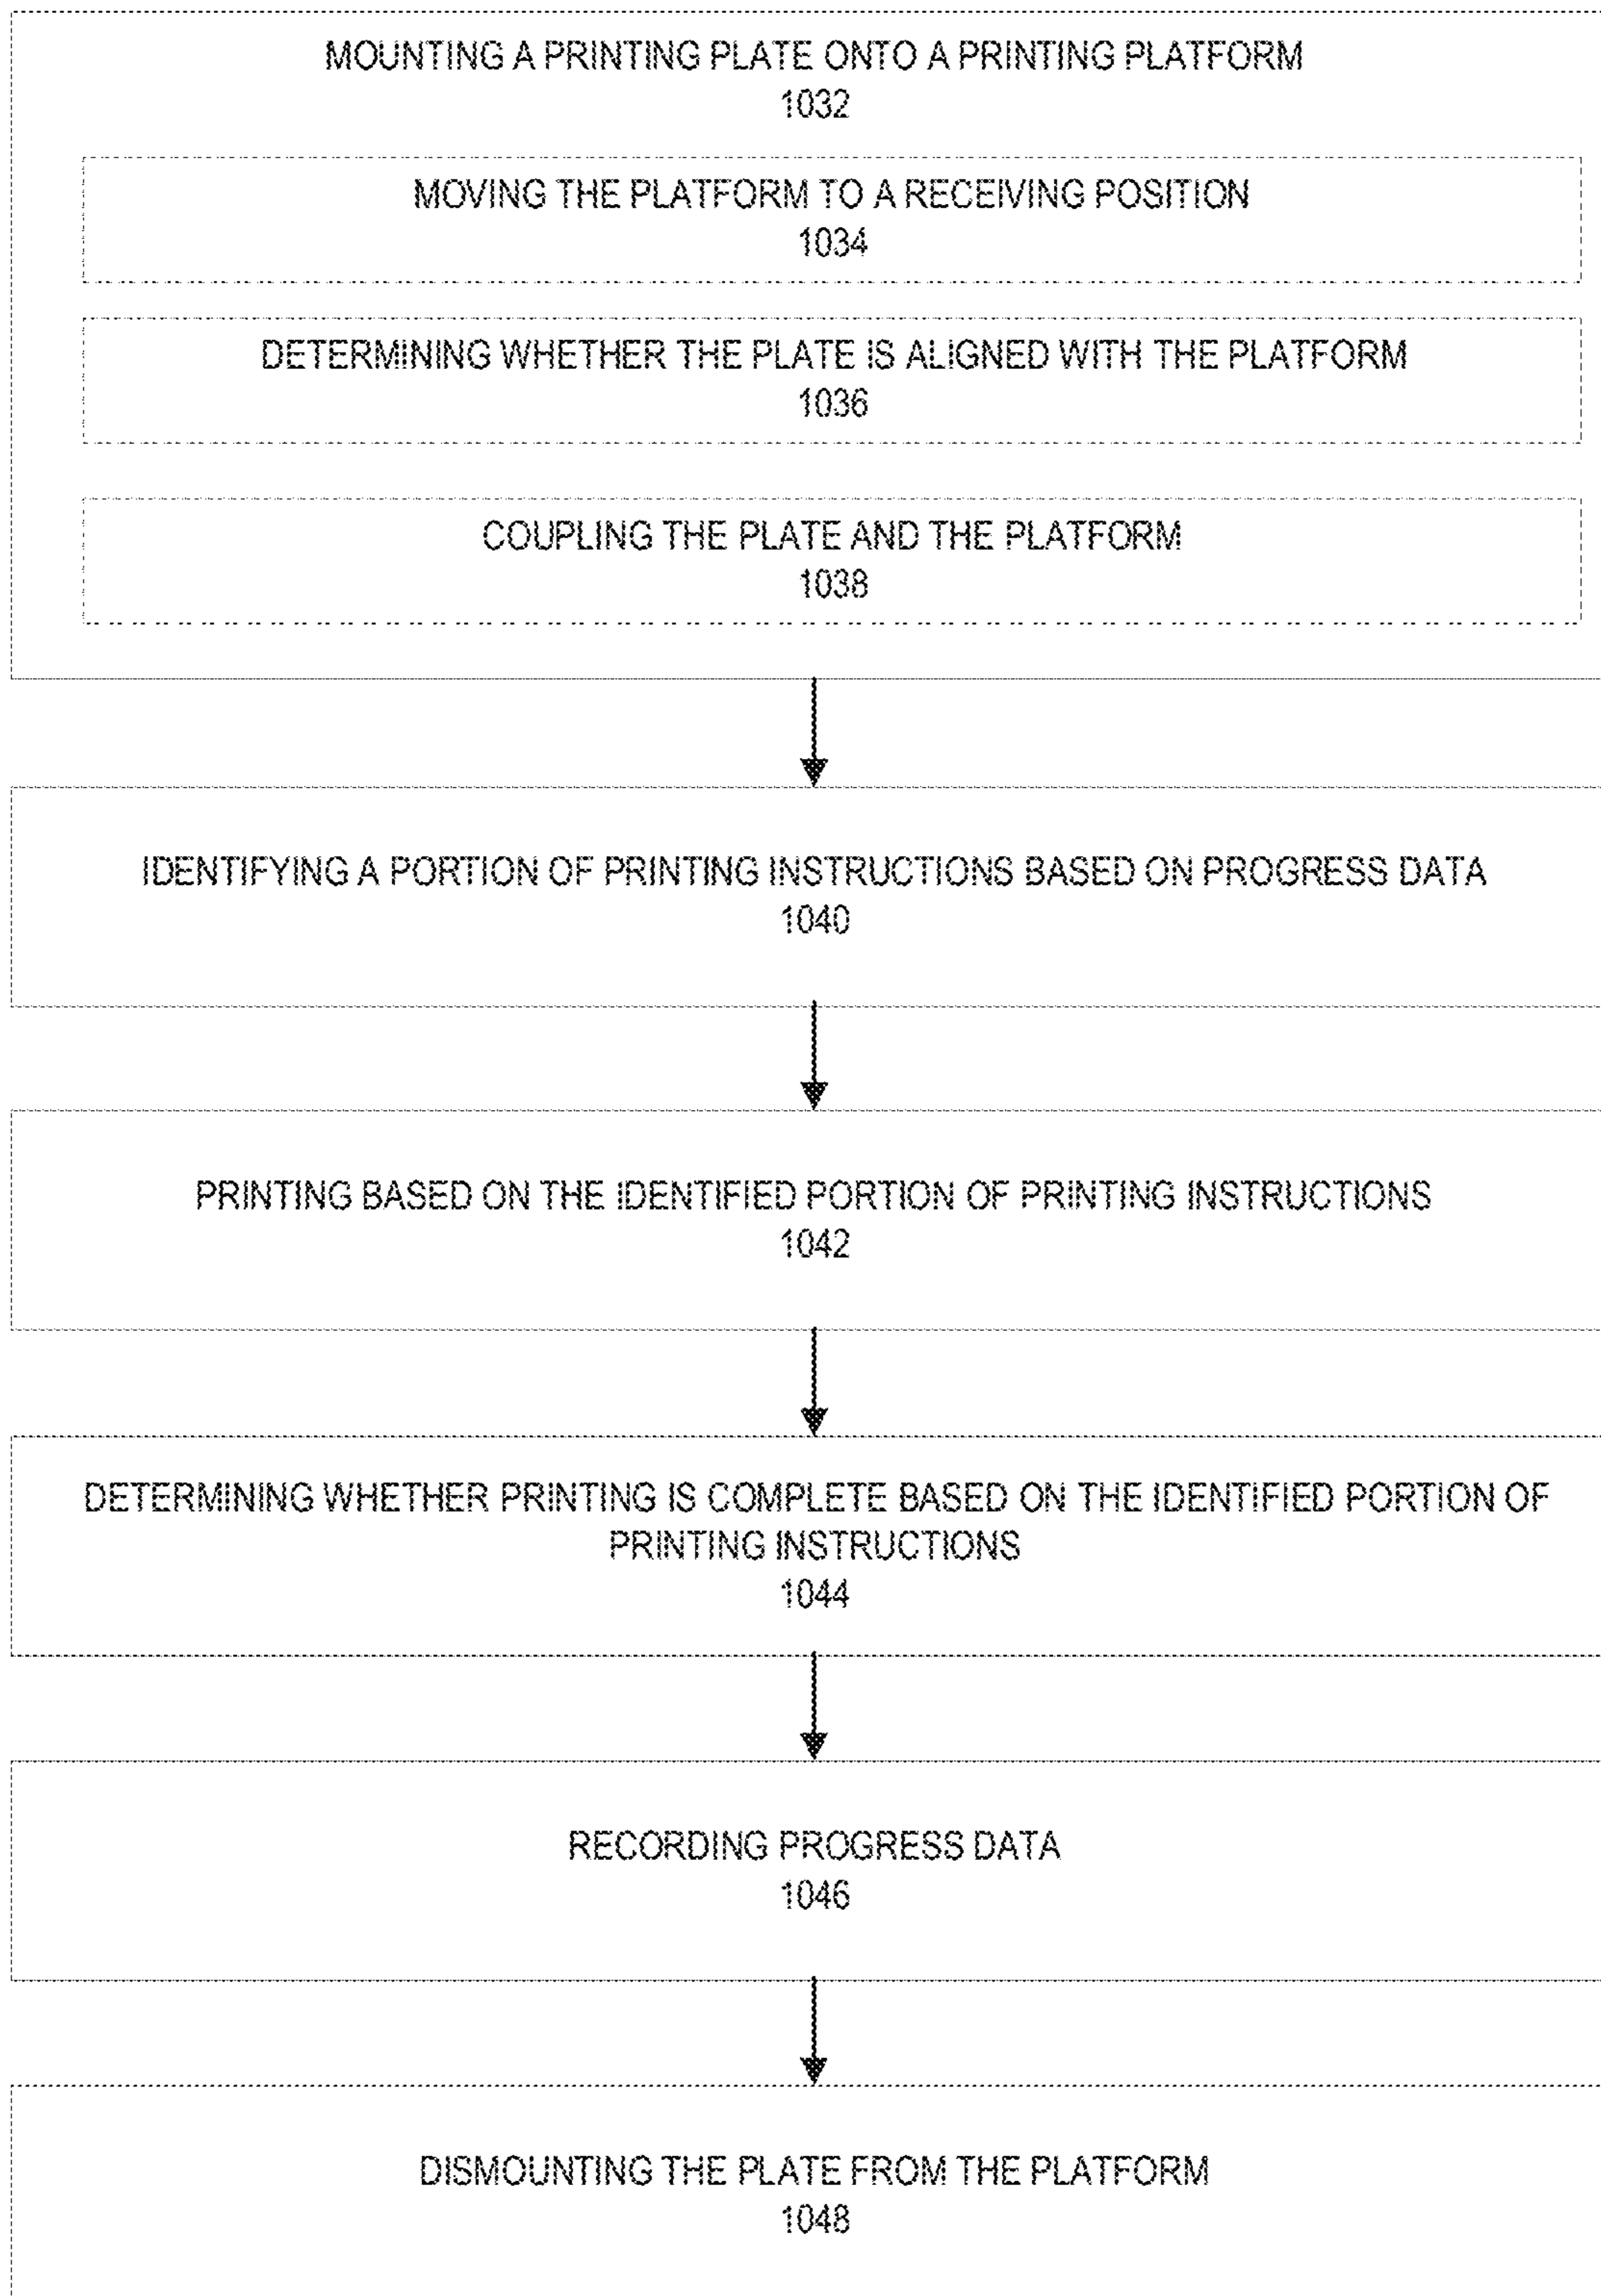 MOUNTING A PRINTING PLATE ONTO A PRINTING PLATFORM
1032
MOVING THE PLATFORM TO A RECEIVING POSITION
1034
DETERMINING WHETHER THE PLATE IS ALIGNED WITH THE PLATFORM
1036
COUPLING THE PLATE AND THE PLATFORM
1038
IDENTIFYING A PORTION OF PRINTING INSTRUCTIONS BASED ON PROGRESS DATA
1040
PRINTING BASED ON THE IDENTIFIED PORTION OF PRINTING INSTRUCTIONS
1042
DETERMINING WHETHER PRINTING IS COMPLETE BASED ON THE IDENTIFIED PORTION OF
PRINTING INSTRUCTIONS
1044
RECORDING PROGRESS DATA
1046
DISMOUNTING THE PLATE FROM THE PLATFORM
1048